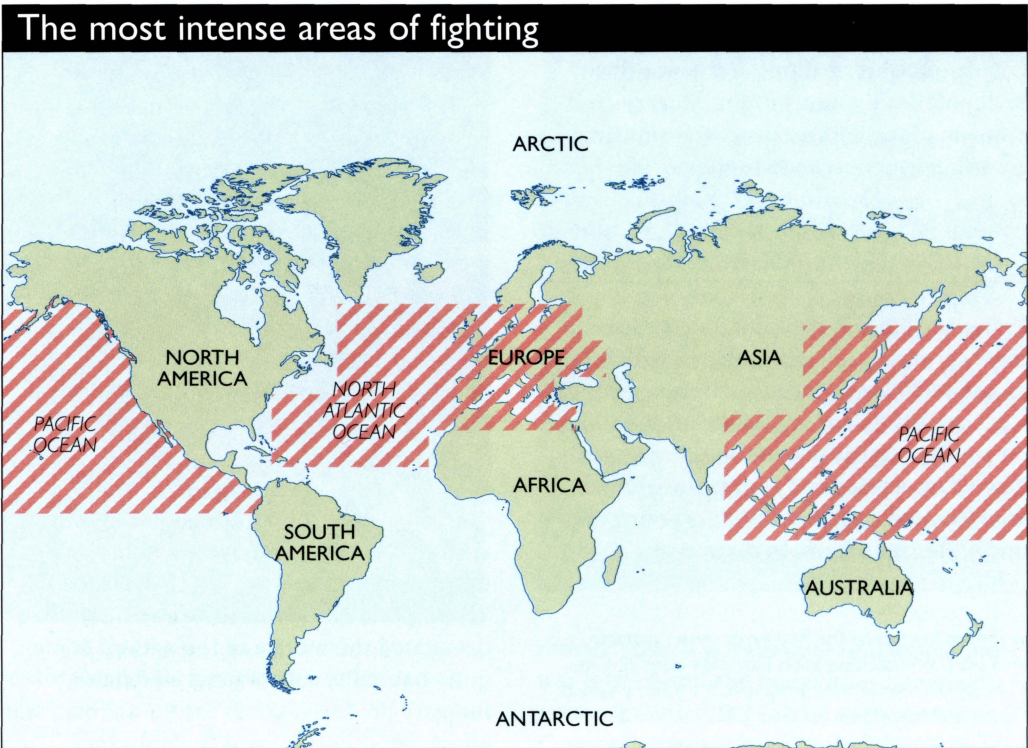 The most intense areas of fighting
ARCTIC
NORTH
AMERICA
EUROPE
ASIA
NORTH
ATLANTIC
OCEAN
PACIFIC
OCEAN
PACIFIC
OCEAN
AFRICA
SOUTH
AMERICA
AUSTRALIA
ANTARCTIC